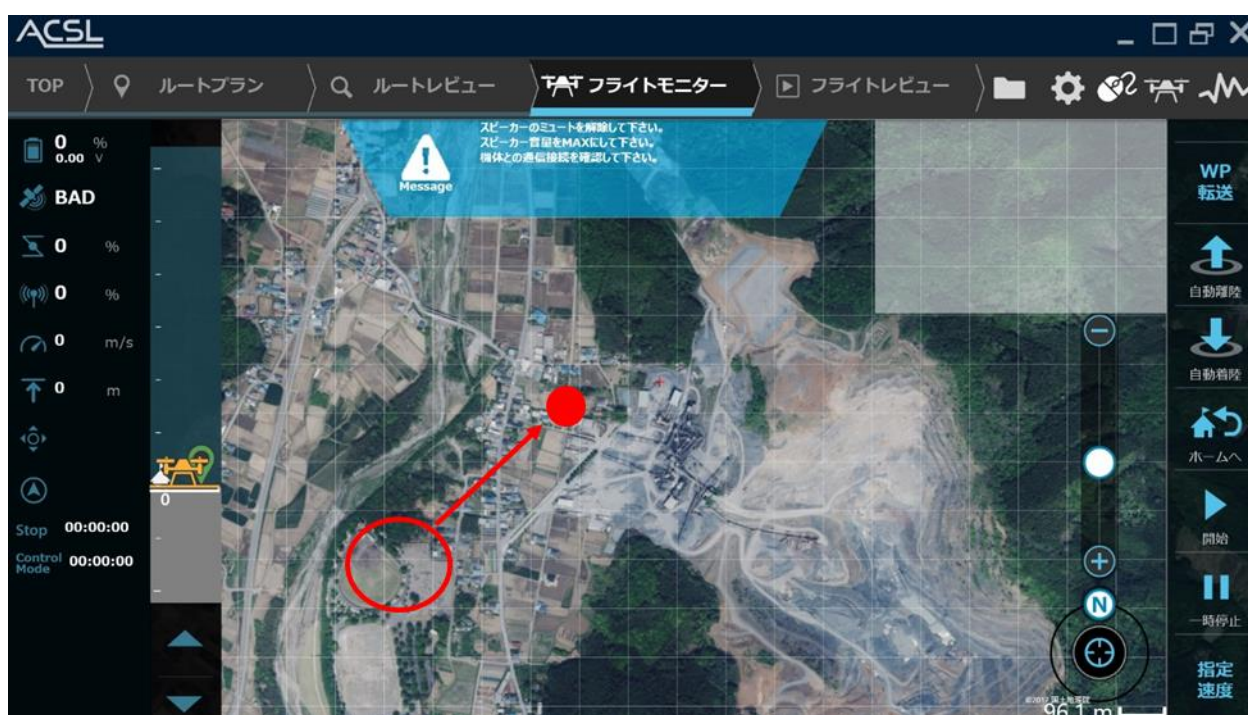 ACSL
TOP
ルートプラン
ルートレビュー
フライトモニター
フライトレビュー
0 %
0.00 V
BAD
0 %
0 %
0 m/s
0 m
Stop 00:00:00
Control Mode 00:00:00
0
Message
スピーカーのミュートを解除して下さい。
スピーカー音量をMAXにして下さい。
機体との通信接続を確認して下さい。
N
©2017 国土地理院
96.1 m
WP
転送
自動離陸
自動着陸
ホームへ
開始
一時停止
指定
速度